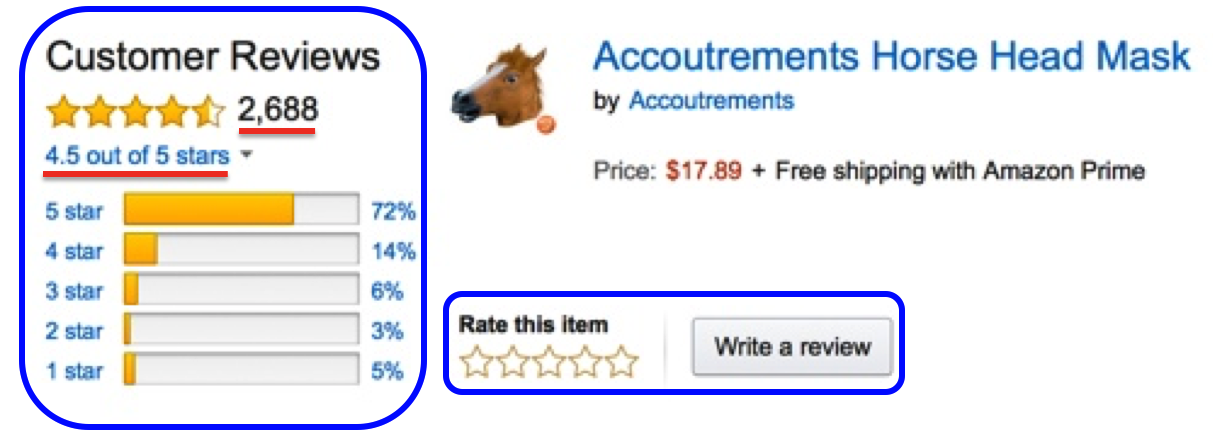 Customer Reviews
2,688
4.5 out of 5 stars
5 star 72%
4 star 14%
3 star 6%
2 star 3%
1 star 5%
Accoutrements Horse Head Mask
by Accoutrements
Price: $17.89 + Free shipping with Amazon Prime
Rate this item
Write a review